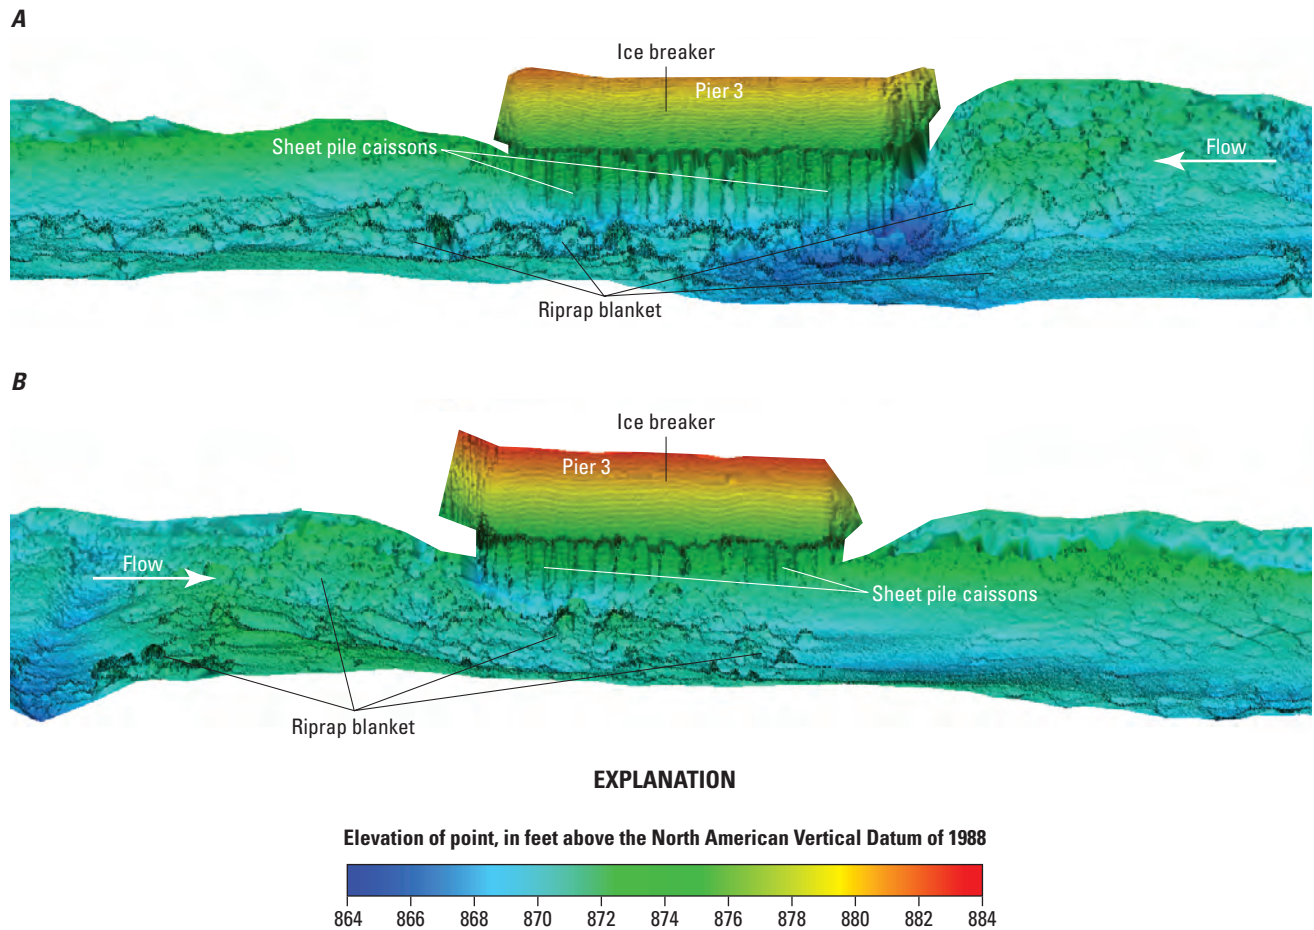 A
Ice breaker
Pier 3
Sheet pile caissons
Flow
Riprap blanket
B
Ice breaker
Pier 3
Flow
Sheet pile caissons
Riprap blanket
EXPLANATION
Elevation of point, in feet above the North American Vertical Datum of 1988
864 866 868 870 872 874 876 878 880 882 884